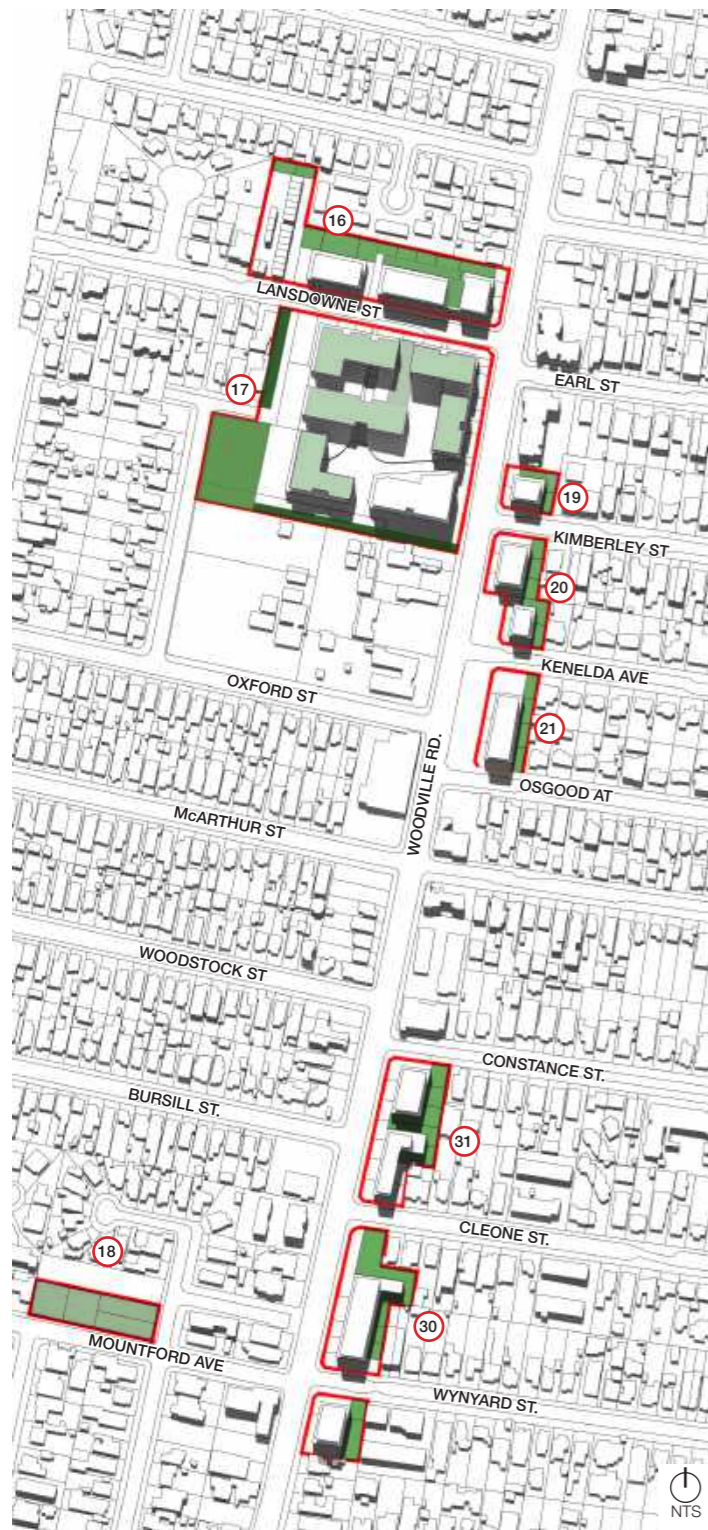 16
LANSDOWNE ST
17
EARL ST
19
KIMBERLEY ST
20
KENELDA AVE
OXFORD ST
21
WOODVILLE RD.
OSGOOD AT
McARTHUR ST
WOODSTOCK ST
CONSTANCE ST.
BURSILL ST.
31
CLEONE ST.
18
30
MOUNTFORD AVE
WYNYARD ST.
NTS